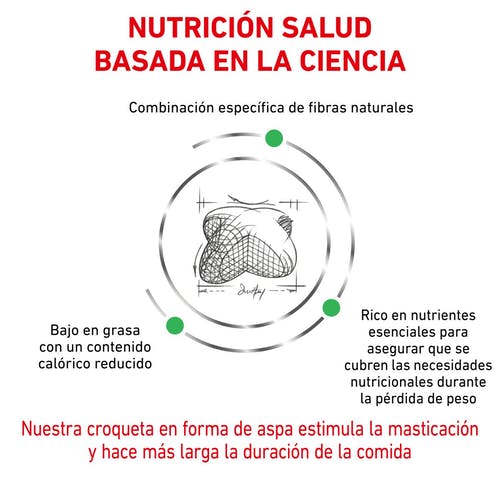 NUTRICIÓN SALUD
BASADA EN LA CIENCIA
Combinación específica de fibras naturales
Bajo en grasa
con un contenido
calórico reducido
Rico en nutrientes
esenciales para
asegurar que se
cubren las necesidades
nutricionales durante
la pérdida de peso
Nuestra croqueta en forma de aspa estimula la masticación
y hace más larga la duración de la comida